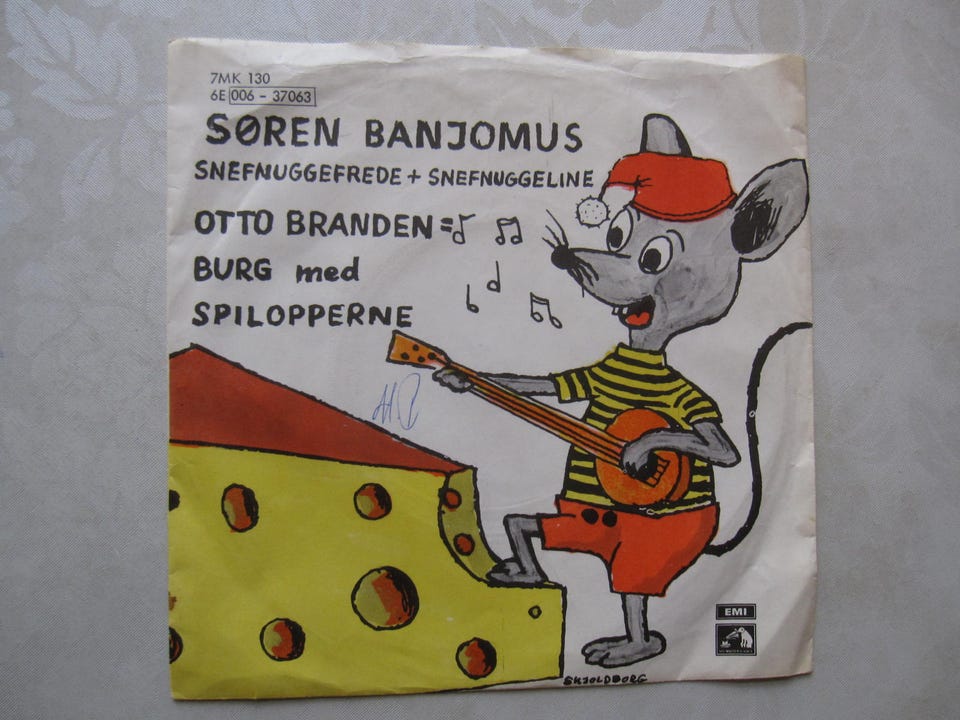 7MK 130
6E 006 - 37063
SØREN BANJOMUS
SNEFNUGGEFREDE + SNEFNUGGELINE
OTTO BRANDEN=
BURG med
SPILOPPERNE
EMI
SKJOLDBORG